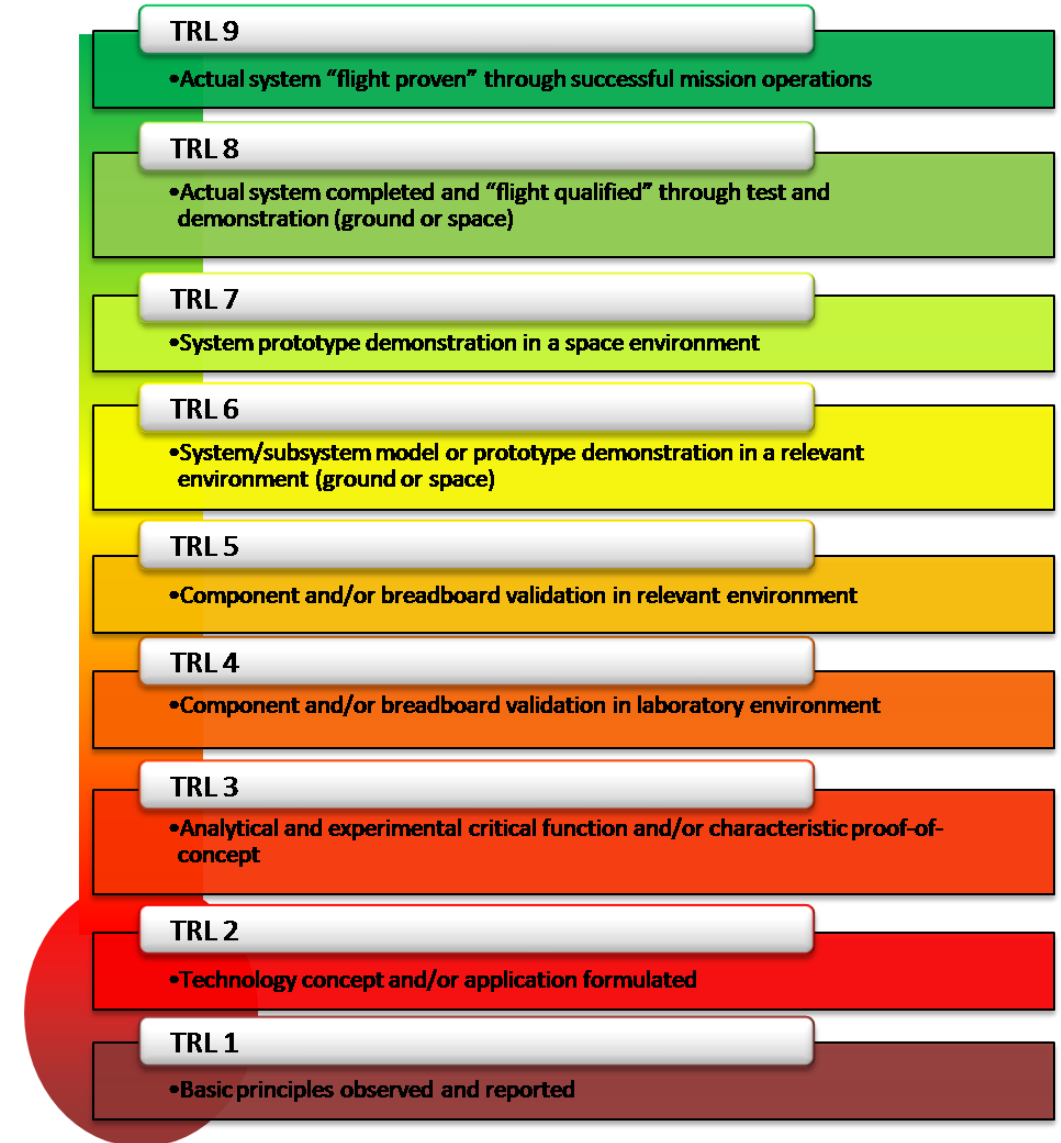 TRL 9
•Actual system “flight proven” through successful mission operations
TRL 8
•Actual system completed and “flight qualified” through test and
demonstration (ground or space)
TRL 7
•System prototype demonstration in a space environment
TRL 6
•System/subsystem model or prototype demonstration in a relevant
environment (ground or space)
TRL 5
•Component and/or breadboard validation in relevant environment
TRL 4
•Component and/or breadboard validation in laboratory environment
TRL 3
•Analytical and experimental critical function and/or characteristic proof-of-
concept
TRL 2
•Technology concept and/or application formulated
TRL 1
•Basic principles observed and reported